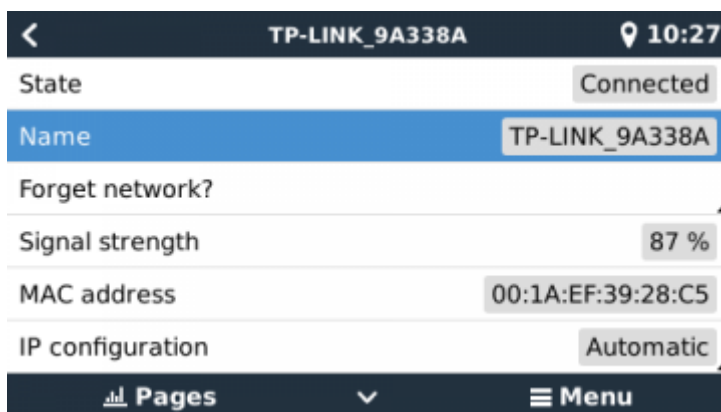 TP-LINK_9A338A 10:27
State Connected
Name TP-LINK_9A338A
Forget network?
Signal strength 87 %
MAC address 00:1A:EF:39:28:C5
IP configuration Automatic
Pages Menu